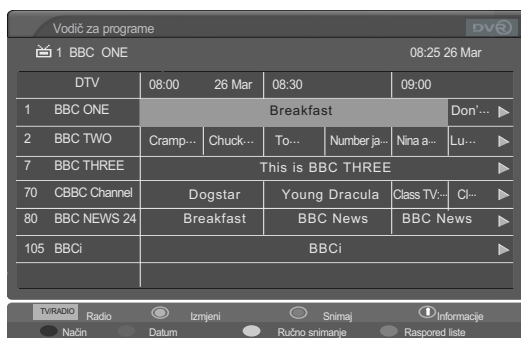 Vodič za programe DVR
1 BBC ONE 08:25 26 Mar
DTV 08:00 26 Mar 08:30 09:00
1 BBC ONE Breakfast Don'...
2 BBC TWO Cramp... Chuck... To... Number ja... Nina a... Lu...
7 BBC THREE This is BBC THREE
70 CBBC Channel Dogstar Young Dracula Class TV:... Cl...
80 BBC NEWS 24 Breakfast BBC News BBC News
105 BBCi BBCi
TV/RADIO Radio Izmjeni Snimaj Informacije
Način Datum Ručno snimanje Raspored liste